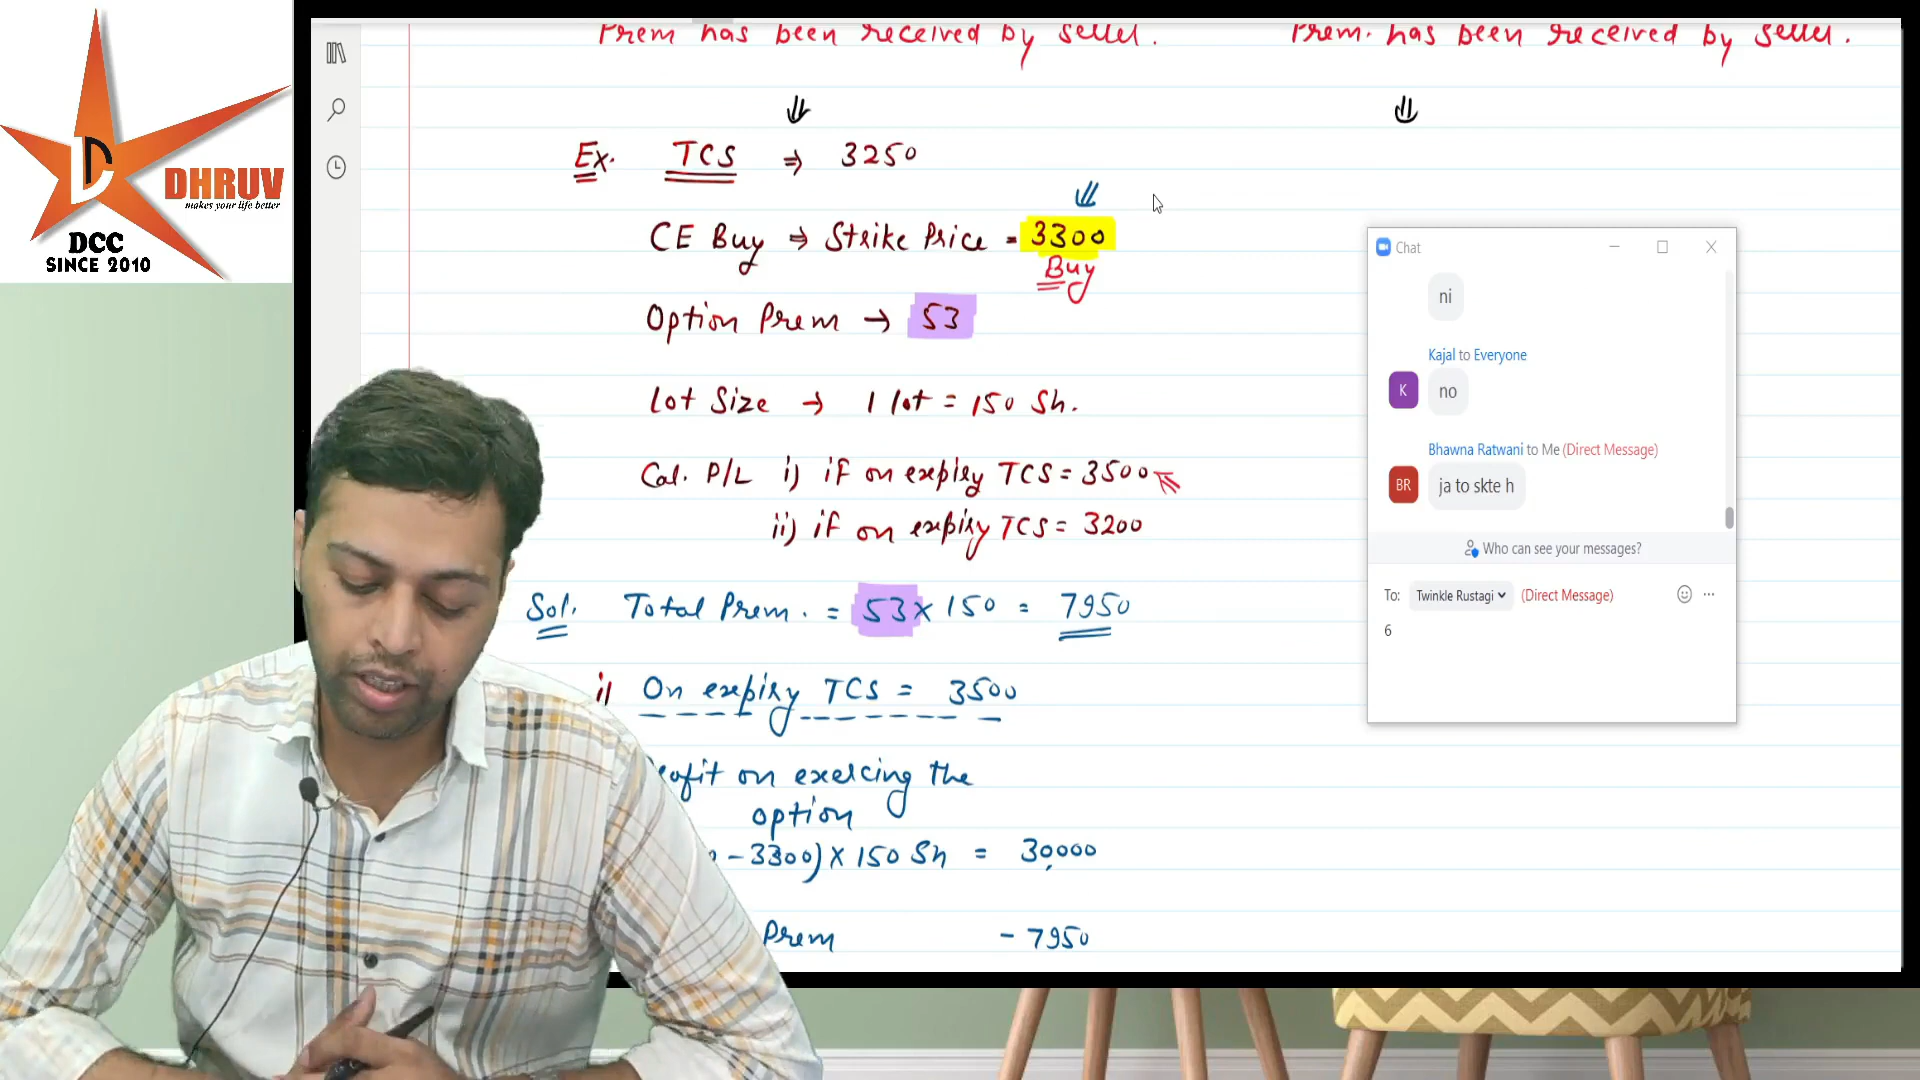 Prem has been received by seller.
Prem. has been received by seller.
DC
DHRUV
makes your life better
DCC
SINCE 2010
Ex. TCS ⇒ 3250
CE Buy ⇒ Strike Price = 3300
Buy
Option Prem → 53
Lot Size → 1 lot = 150 Sh.
Cal. P/L i) if on expiry TCS = 3500
ii) if on expiry TCS = 3200
Sol. Total Prem. = 53 x 150 = 7950
i) On expiry TCS = 3500
ofit on exercing the
option
- 3300) x 150 Sh = 30,000
Prem - 7950
Chat
ni
Kajal to Everyone
K
no
Bhawna Ratwani to Me (Direct Message)
BR
ja to skte h
Who can see your messages?
To: Twinkle Rustagi (Direct Message)
6